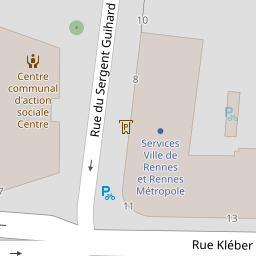 10
Rue du Sergent Guihard
8
Centre
communal
d'action
sociale
Centre
P
Services
Ville de
Rennes
et Rennes
Métropole
P
P
7
11
13
Rue Kléber